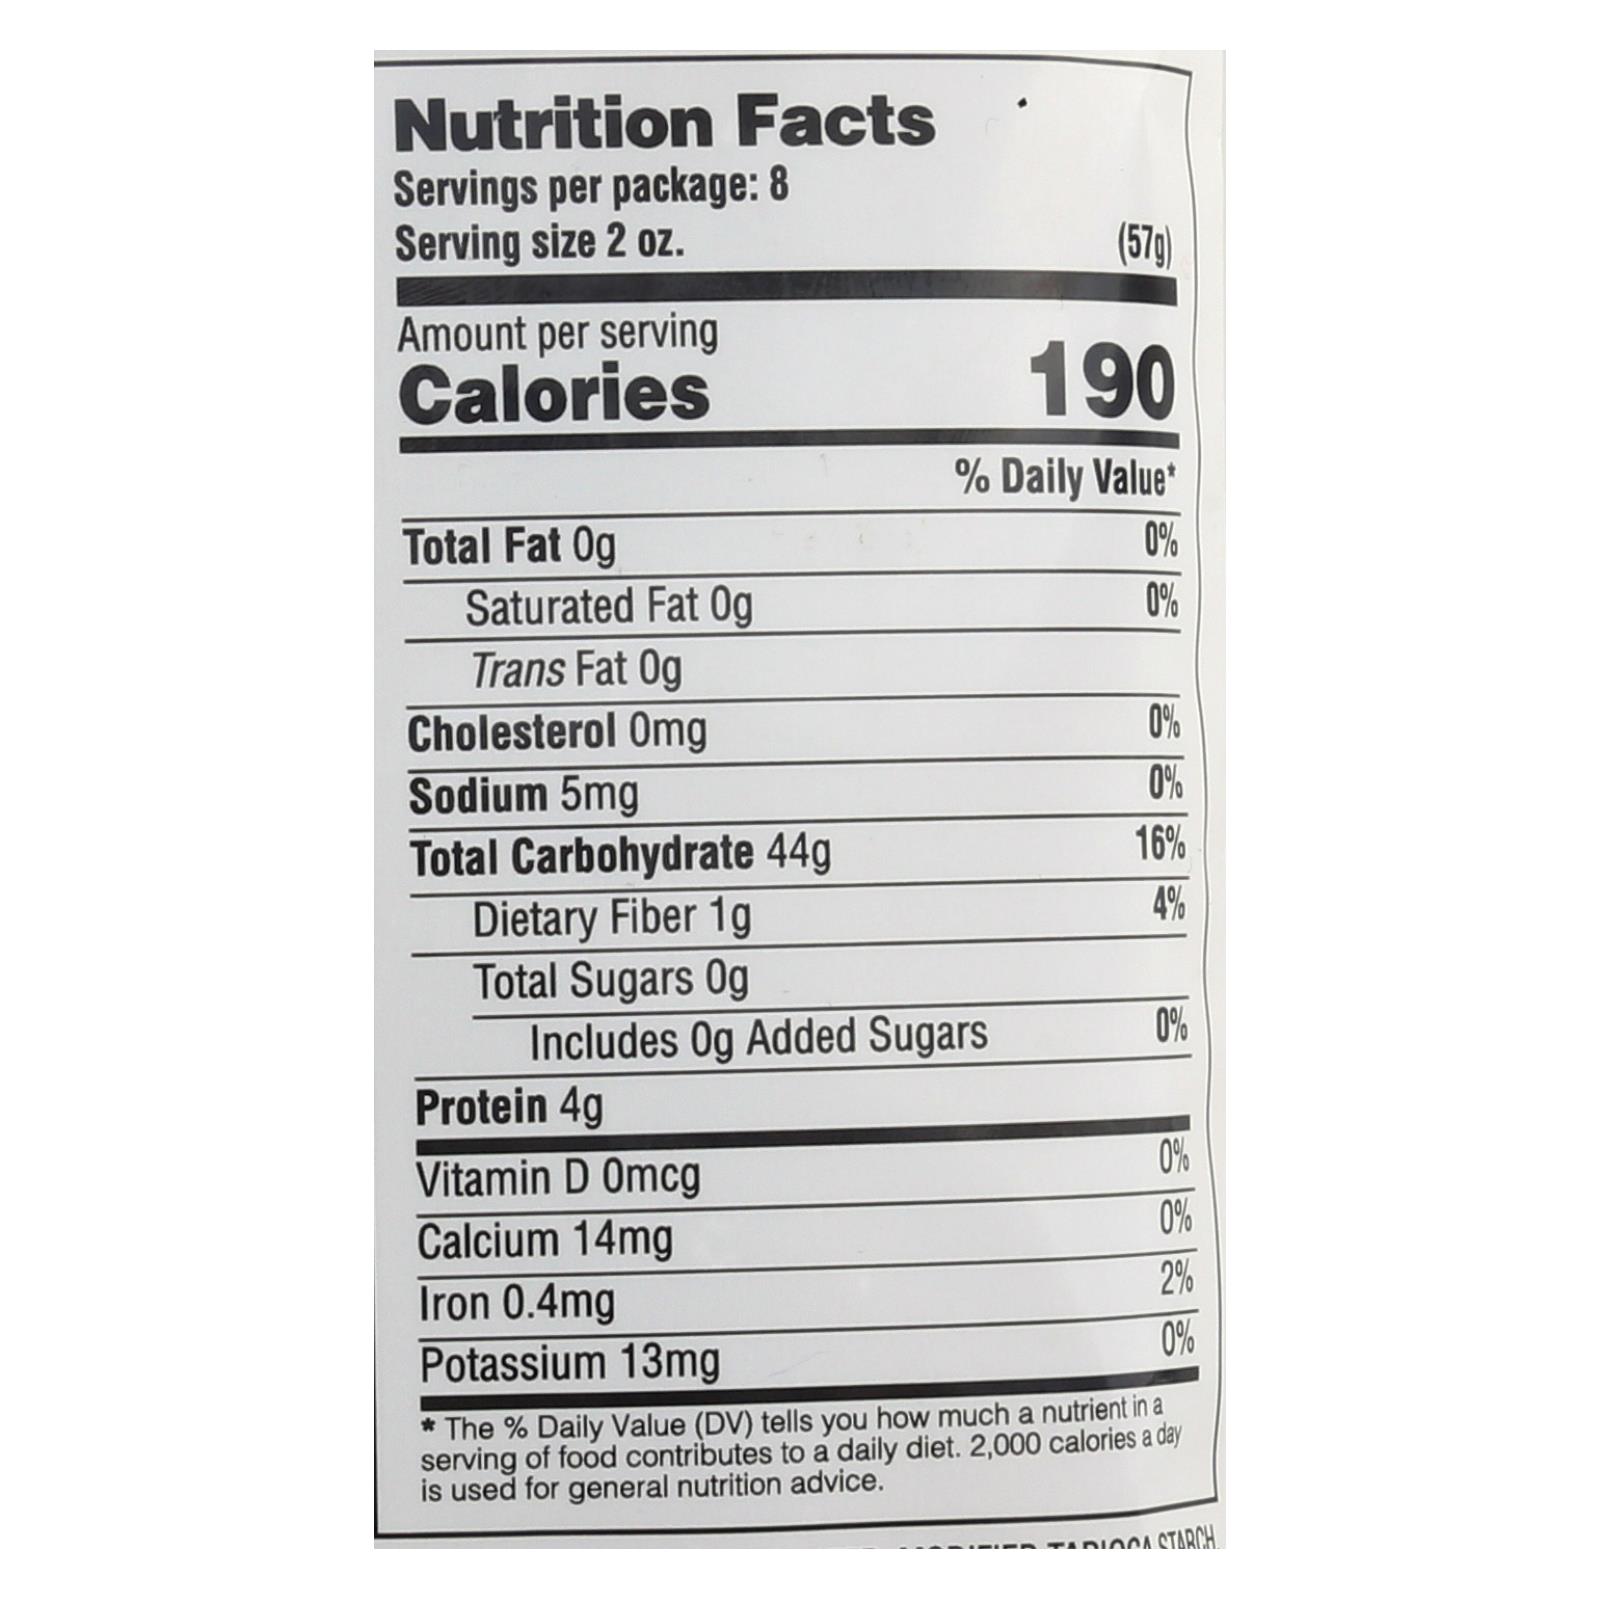 Nutrition Facts
Servings per package: 8
Serving size 2 oz. (57g)
Amount per serving
Calories 190
% Daily Value*
Total Fat 0g 0%
Saturated Fat 0g 0%
Trans Fat 0g
Cholesterol 0mg 0%
Sodium 5mg 0%
Total Carbohydrate 44g 16%
Dietary Fiber 1g 4%
Total Sugars 0g
Includes 0g Added Sugars 0%
Protein 4g
Vitamin D 0mcg 0%
Calcium 14mg 0%
Iron 0.4mg 2%
Potassium 13mg 0%
* The % Daily Value (DV) tells you how much a nutrient in a
serving of food contributes to a daily diet. 2,000 calories a day
is used for general nutrition advice.
MODIFIED TAPIOCA STARCH,